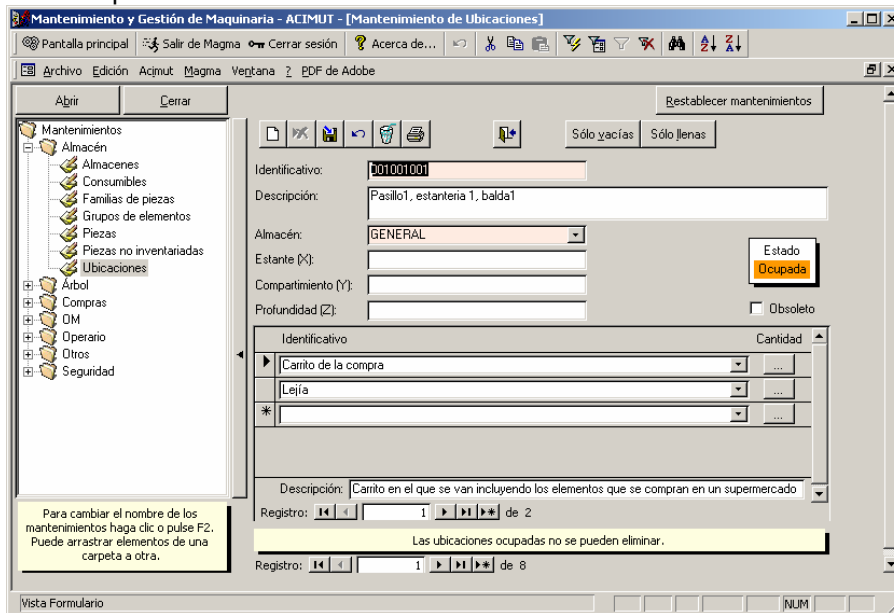 Mantenimiento y Gestión de Maquinaria - ACIMUT - [Mantenimiento de Ubicaciones]
Pantalla principal Salir de Magma Cerrar sesión Acerca de...
Archivo Edición Acimut Magma Ventana ? PDF de Adobe
Abrir Cerrar Restablecer mantenimientos
Mantenimientos
Almacén
Almacenes
Consumibles
Familias de piezas
Grupos de elementos
Piezas
Piezas no inventariadas
Ubicaciones
Árbol
Compras
OM
Operario
Otros
Seguridad
Para cambiar el nombre de los
mantenimientos haga clic o pulse F2.
Puede arrastrar elementos de una
carpeta a otra.
Sólo vacías Sólo llenas
Identificativo: 001001001
Descripción: Pasillo1, estanteria 1, balda1
Almacén: GENERAL
Estante (X):
Compartimiento (Y):
Profundidad (Z):
Estado
Ocupada
Obsoleto
Identificativo Cantidad
Carrito de la compra ...
Lejía ...
...
Descripción: Carrito en el que se van incluyendo los elementos que se compran en un supermercado
Registro: 1 de 2
Las ubicaciones ocupadas no se pueden eliminar.
Registro: 1 de 8
Vista Formulario NUM